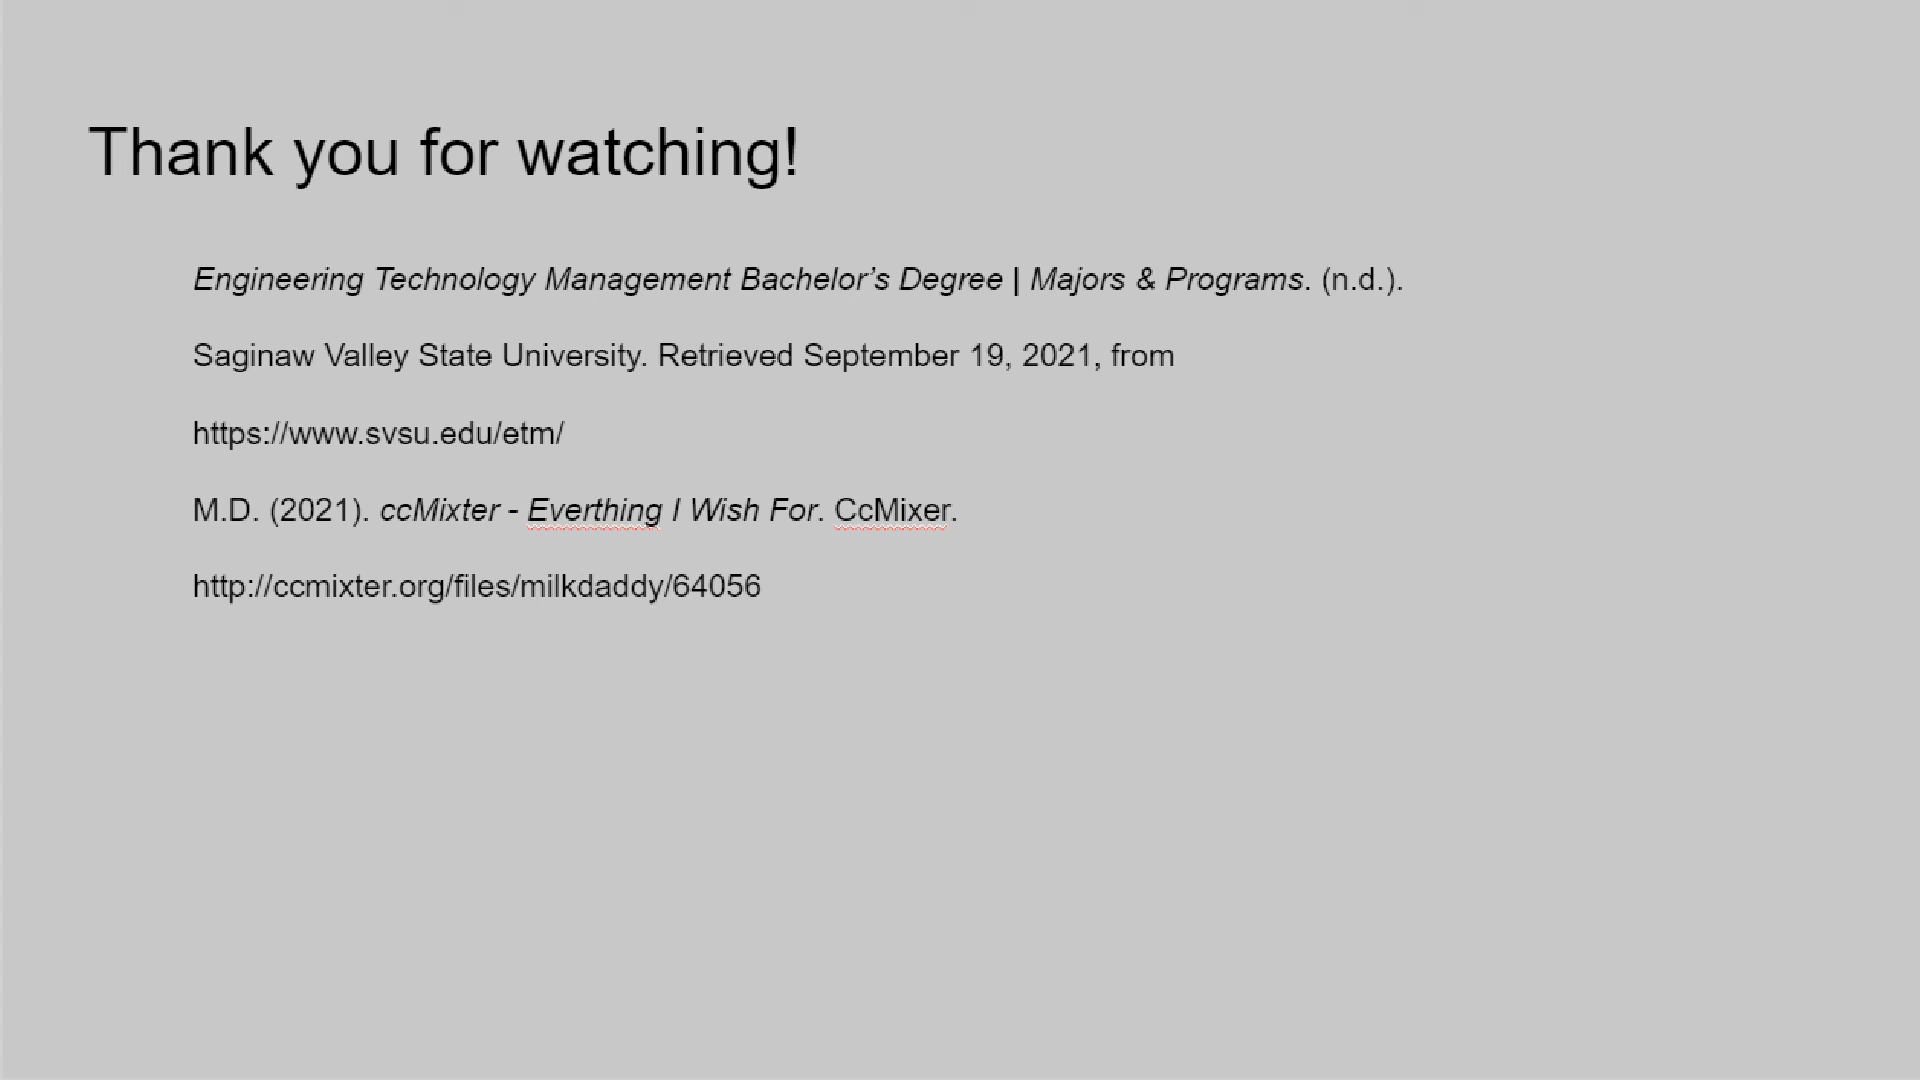 Thank you for watching!
Engineering Technology Management Bachelor’s Degree | Majors & Programs. (n.d.).
Saginaw Valley State University. Retrieved September 19, 2021, from
https://www.svsu.edu/etm/
M.D. (2021). ccMixter - Everthing I Wish For. CcMixer.
http://ccmixter.org/files/milkdaddy/64056